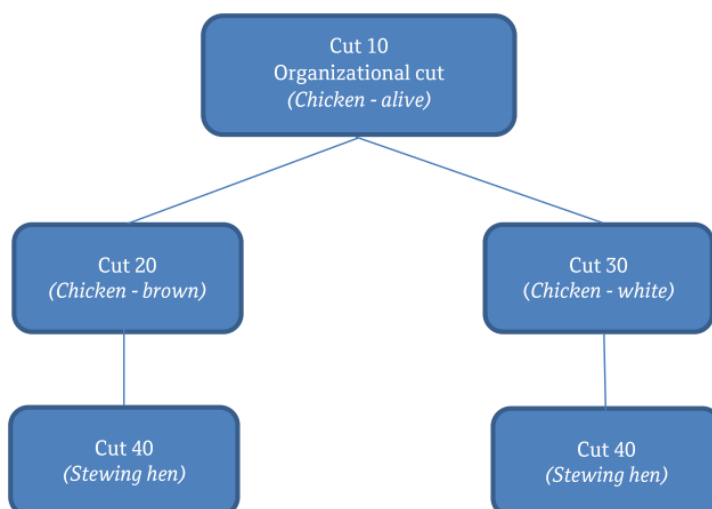 Cut 10
Organizational cut
(Chicken - alive)
Cut 20
(Chicken - brown)
Cut 30
(Chicken - white)
Cut 40
(Stewing hen)
Cut 40
(Stewing hen)